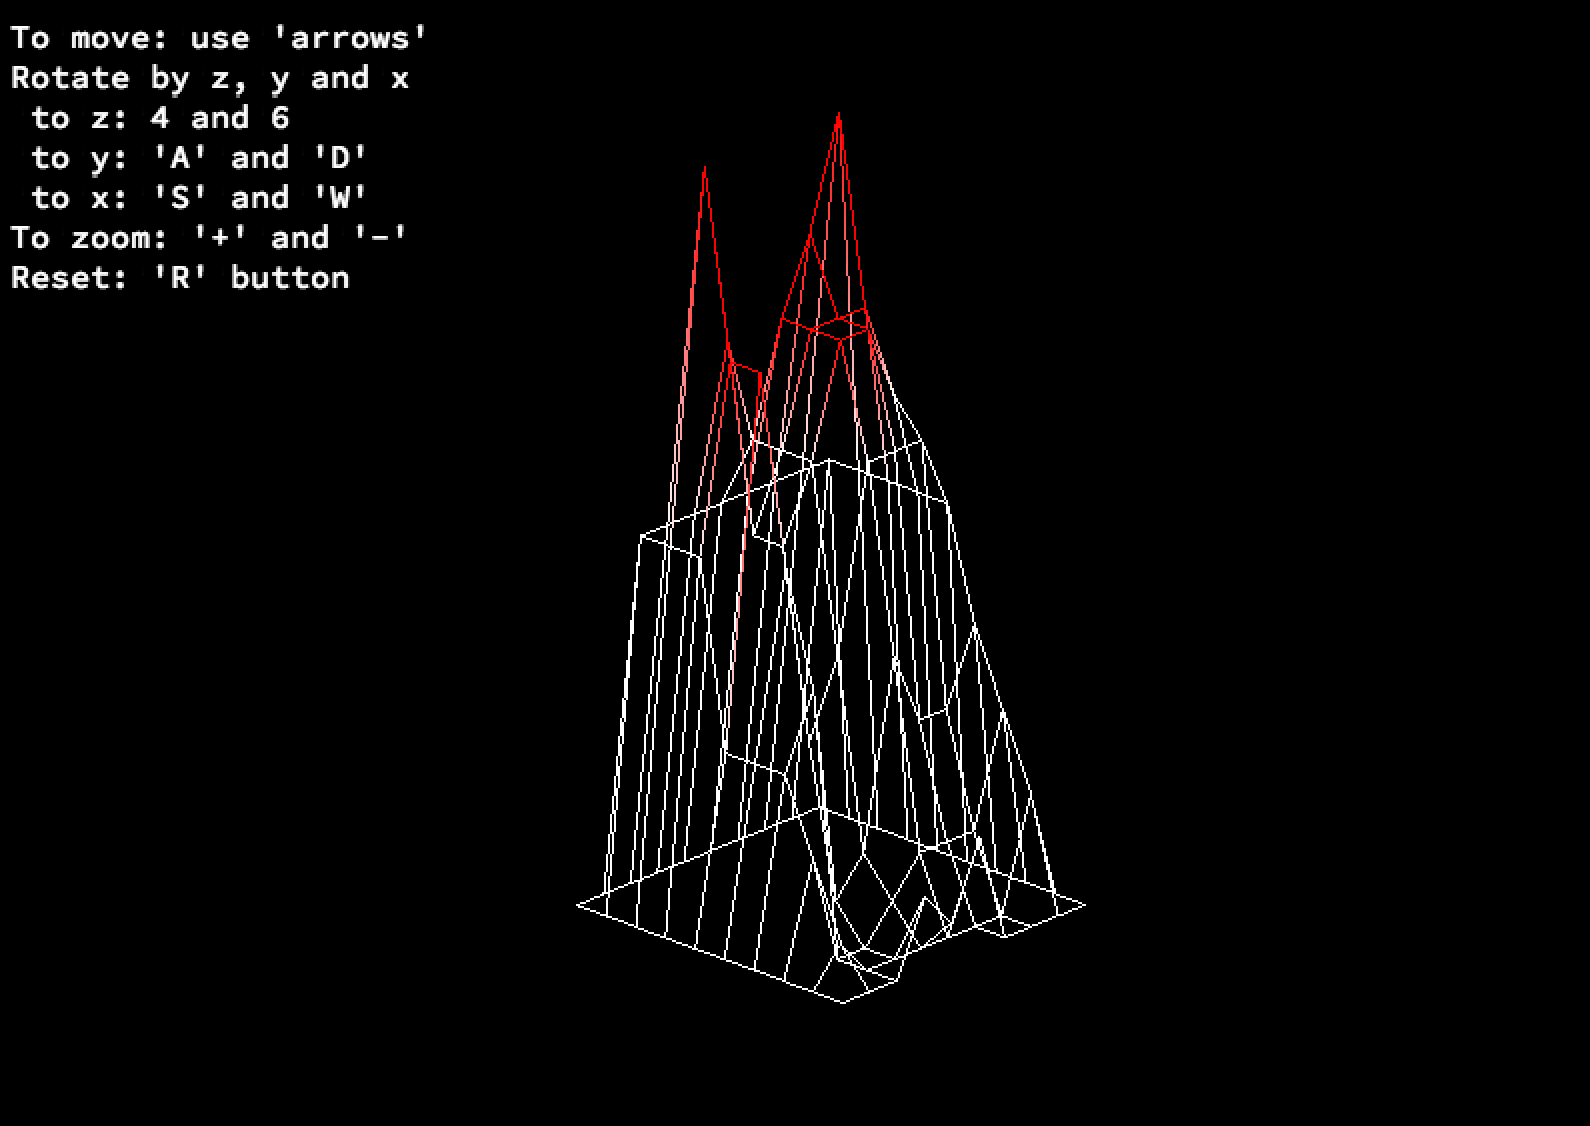 To move: use 'arrows'
Rotate by z, y and x
to z: 4 and 6
to y: 'A' and 'D'
to x: 'S' and 'W'
To zoom: '+' and '-'
Reset: 'R' button